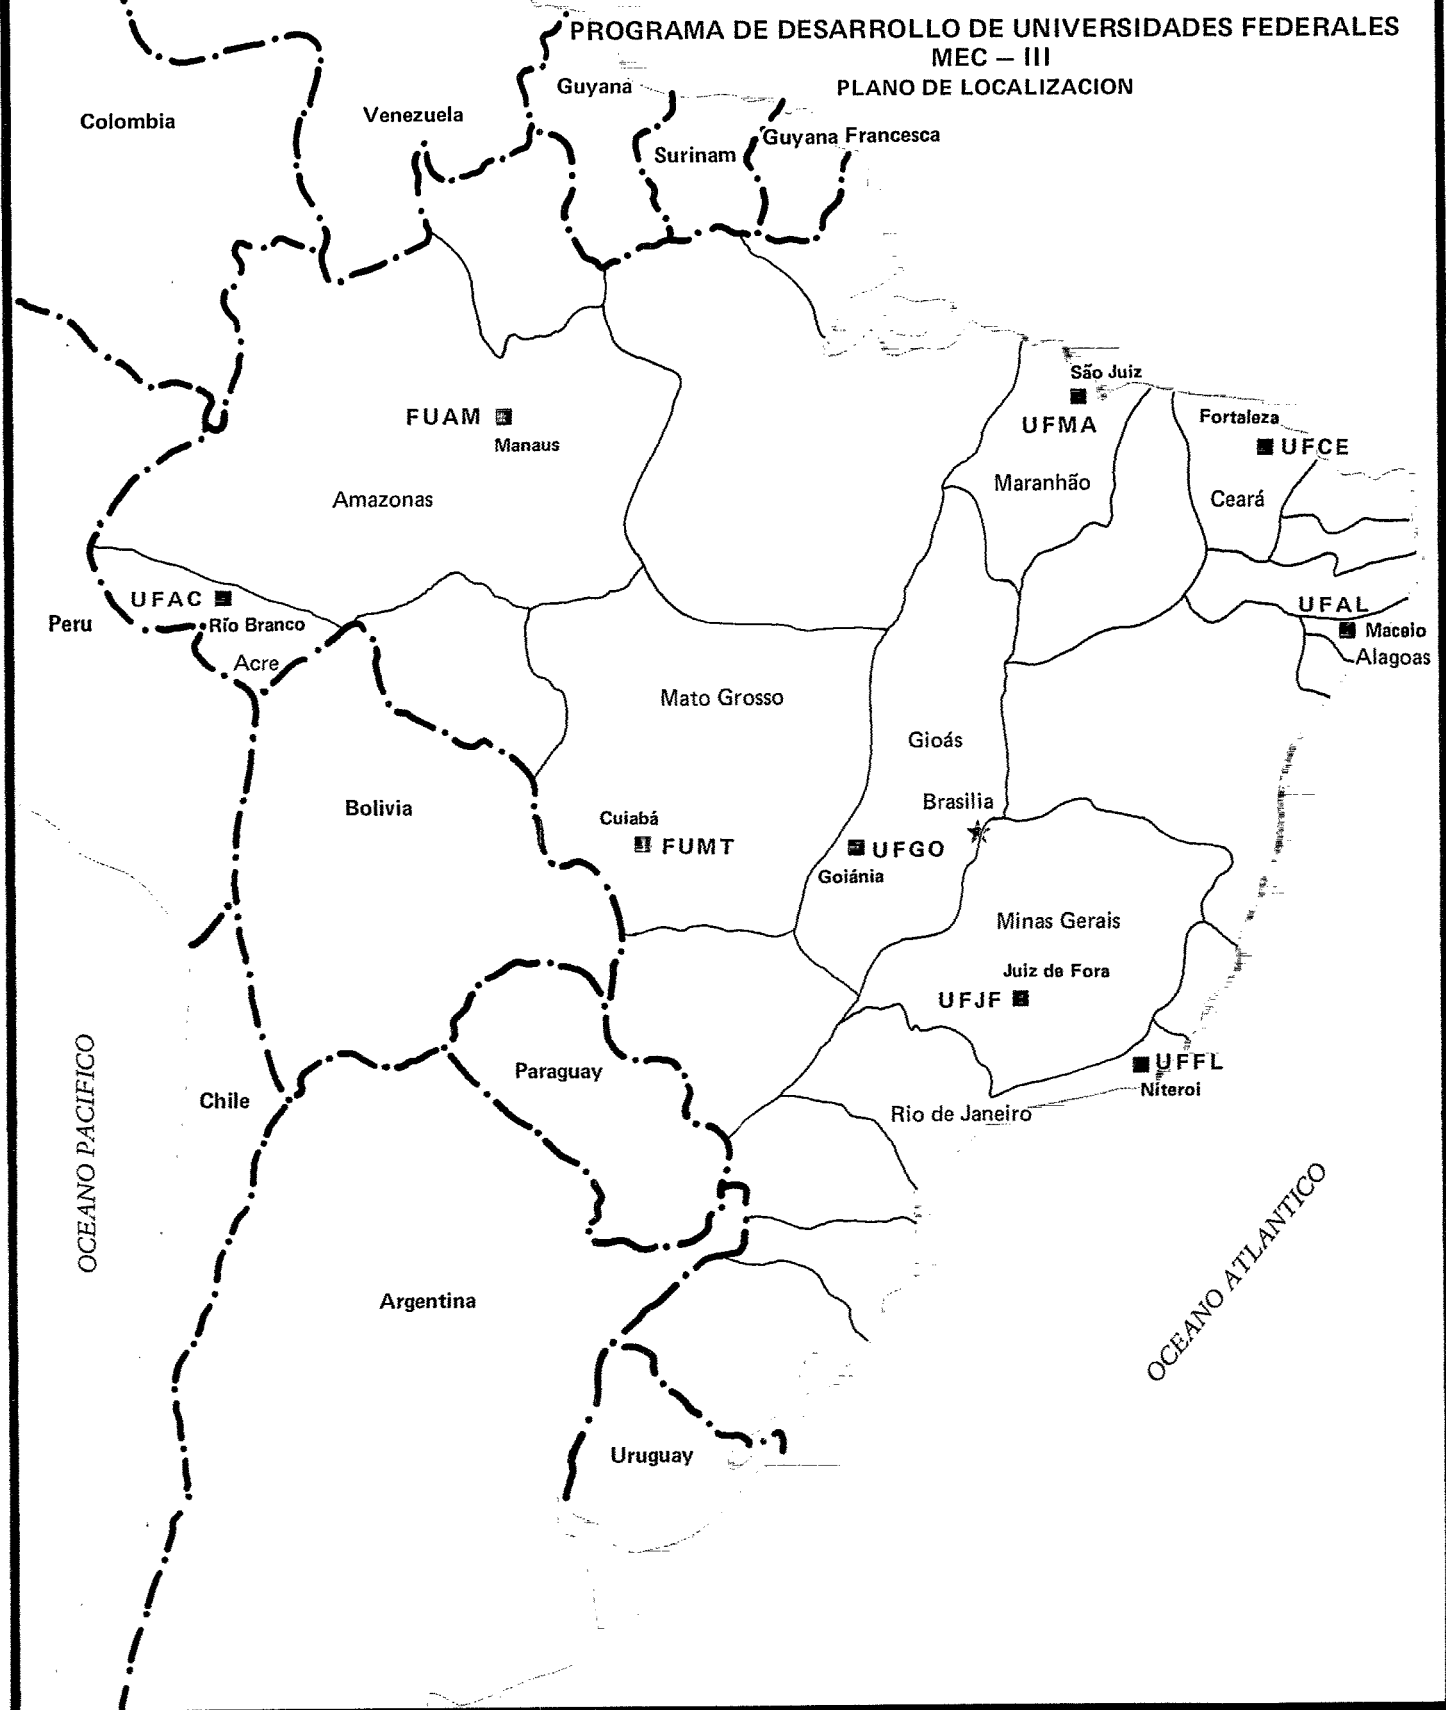 PROGRAMA DE DESARROLLO DE UNIVERSIDADES FEDERALES
MEC – III
PLANO DE LOCALIZACION
Colombia
Venezuela
Guyana
Surinam
Guyana Francesca
São Juiz
UFMA
Maranhão
Fortaleza
UFCE
Ceará
FUAM
Manaus
Amazonas
UFAC
Río Branco
Acre
Peru
UFAL
Maceio
Alagoas
Mato Grosso
Gioás
Brasilia
Bolivia
Cuiabá
FUMT
UFGO
Goiánia
Minas Gerais
Juiz de Fora
UFJF
UFFL
Níteroi
Rio de Janeiro
Paraguay
Chile
OCEANO PACIFICO
OCEANO ATLANTICO
Argentina
Uruguay